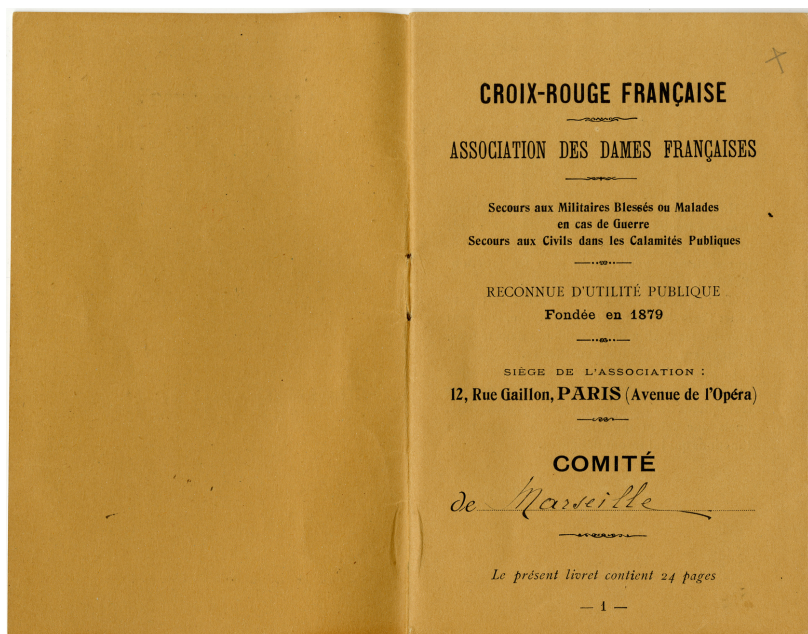 CROIX-ROUGE FRANÇAISE
ASSOCIATION DES DAMES FRANÇAISES
Secours aux Militaires Blessés ou Malades
en cas de Guerre
Secours aux Civils dans les Calamités Publiques
RECONNUE D'UTILITÉ PUBLIQUE
Fondée en 1879
SIÈGE DE L'ASSOCIATION :
12, Rue Gaillon, PARIS (Avenue de l'Opéra)
COMITÉ
de Marseille
Le présent livret contient 24 pages
— 1 —